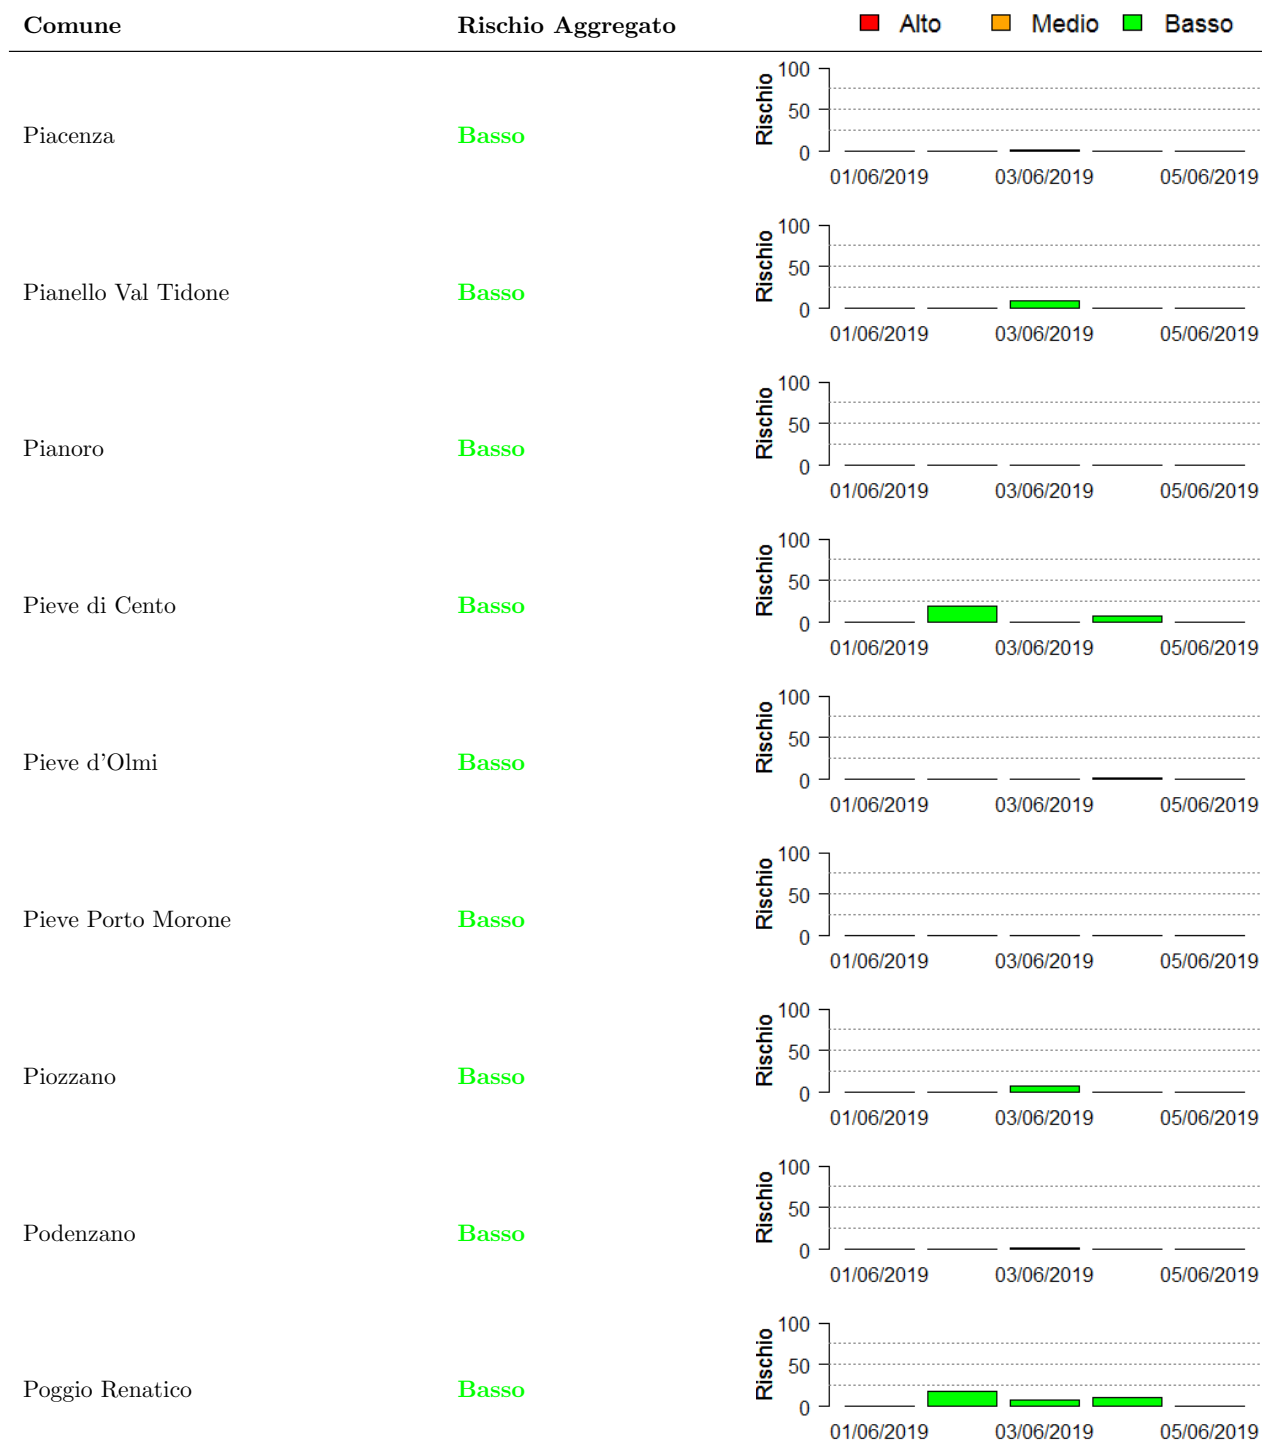 Comune Rischio Aggregato Alto Medio Basso
100
50
0
Rischio
Piacenza Basso
01/06/2019 03/06/2019 05/06/2019
100
50
0
Rischio
Pianello Val Tidone Basso
01/06/2019 03/06/2019 05/06/2019
100
50
0
Rischio
Pianoro Basso
01/06/2019 03/06/2019 05/06/2019
100
50
0
Rischio
Pieve di Cento Basso
01/06/2019 03/06/2019 05/06/2019
100
50
0
Rischio
Pieve d'Olmi Basso
01/06/2019 03/06/2019 05/06/2019
100
50
0
Rischio
Pieve Porto Morone Basso
01/06/2019 03/06/2019 05/06/2019
100
50
0
Rischio
Piozzano Basso
01/06/2019 03/06/2019 05/06/2019
100
50
0
Rischio
Podenzano Basso
01/06/2019 03/06/2019 05/06/2019
100
50
0
Rischio
Poggio Renatico Basso
01/06/2019 03/06/2019 05/06/2019